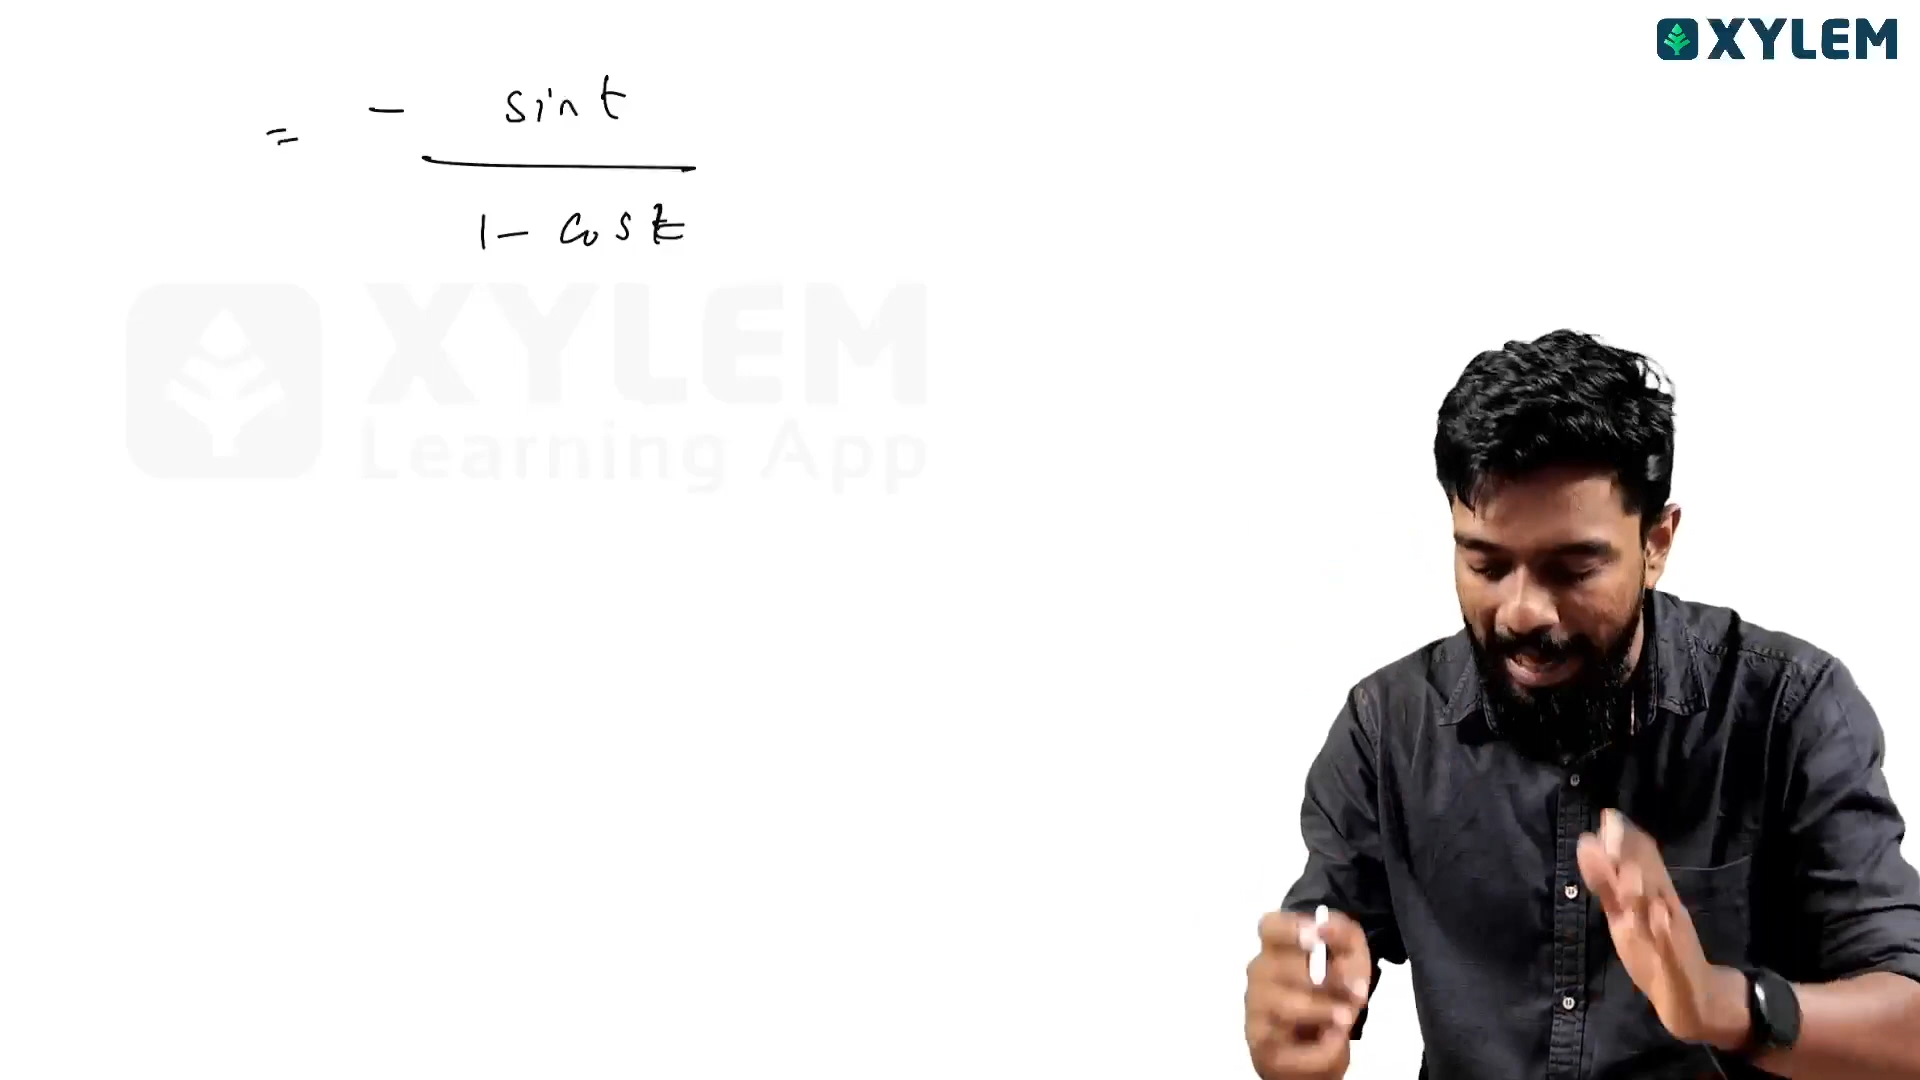 XYLEM
= - sin t
1 - cos t
XYLEM
Learning App